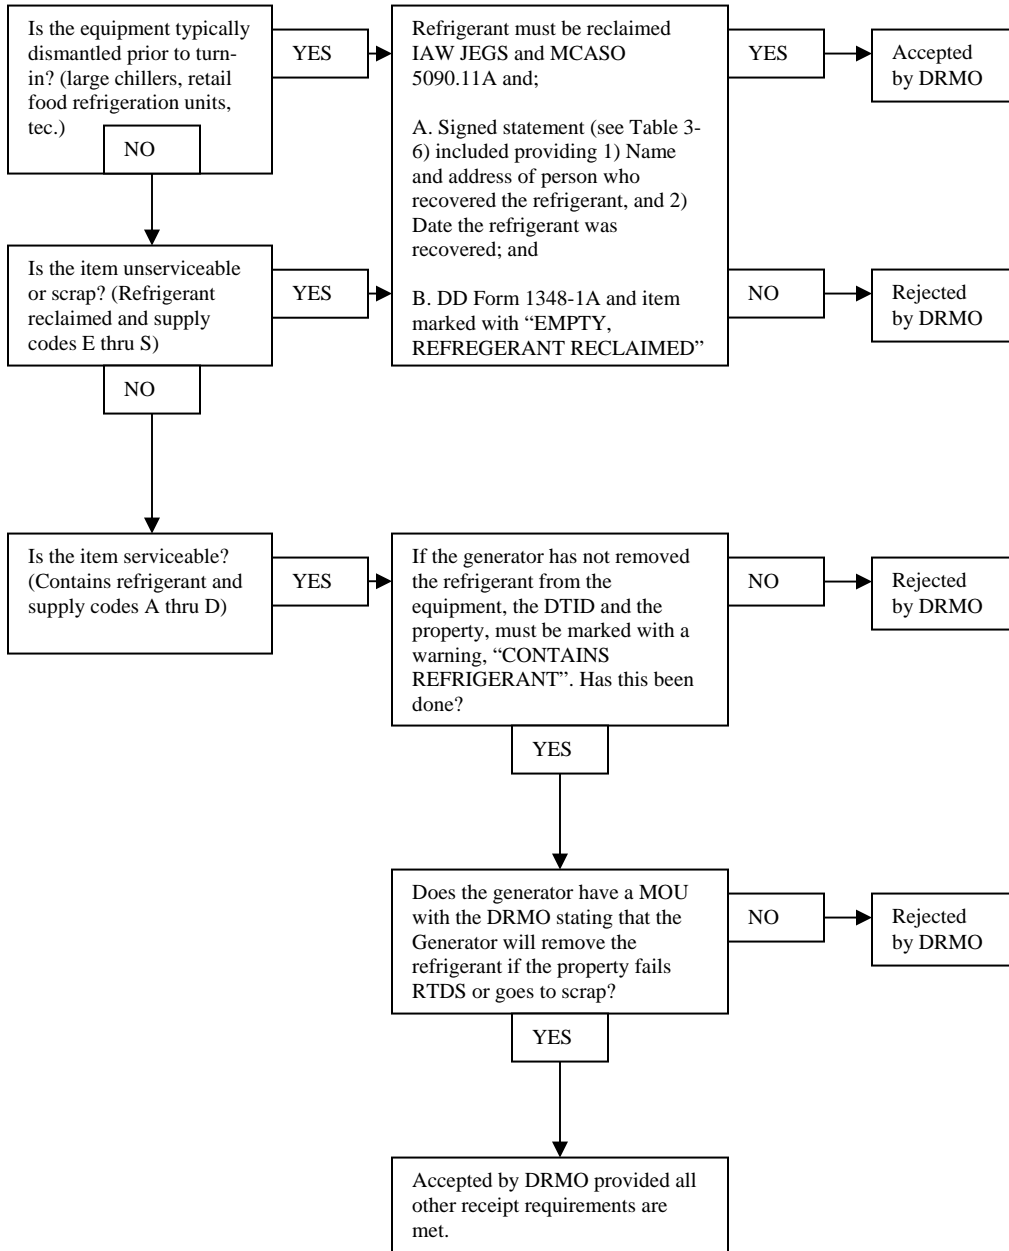 Is the equipment typically
dismantled prior to turn-
in? (large chillers, retail
food refrigeration units,
tec.)
YES
Refrigerant must be reclaimed
IAW JEGS and MCASO
5090.11A and;
A. Signed statement (see Table 3-
6) included providing 1) Name
and address of person who
recovered the refrigerant, and 2)
Date the refrigerant was
recovered; and
B. DD Form 1348-1A and item
marked with “EMPTY,
REFREGERANT RECLAIMED”
YES
Accepted
by DRMO
NO
Is the item unserviceable
or scrap? (Refrigerant
reclaimed and supply
codes E thru S)
YES
NO
Rejected
by DRMO
NO
Is the item serviceable?
(Contains refrigerant and
supply codes A thru D)
YES
If the generator has not removed
the refrigerant from the
equipment, the DTID and the
property, must be marked with a
warning, “CONTAINS
REFRIGERANT”. Has this been
done?
NO
Rejected
by DRMO
YES
Does the generator have a MOU
with the DRMO stating that the
Generator will remove the
refrigerant if the property fails
RTDS or goes to scrap?
NO
Rejected
by DRMO
YES
Accepted by DRMO provided all
other receipt requirements are
met.